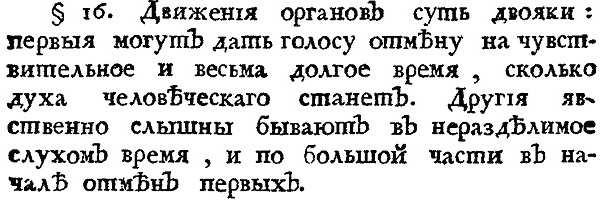 § 16. Движенія органовъ суть двояки :
первыя могутъ дать голосу отмѣну на чувст-
вительное и весьма долгое время , сколько
духа человѣческаго станетъ. Другія яв-
ственно слышны бываютъ въ нераздѣлимое
слухомъ время , и по большой части въ на-
чалѣ отмѣнъ первыхъ.